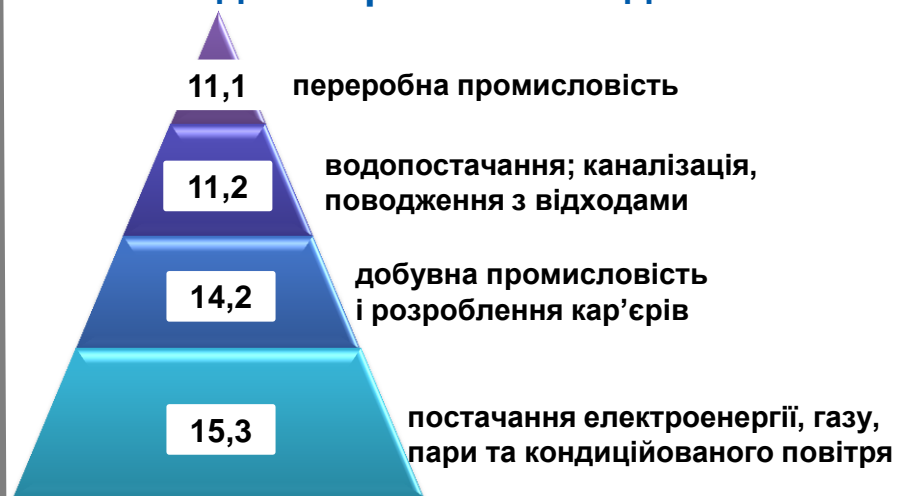 11,1
переробна промисловість
11,2
водопостачання; каналізація,
поводження з відходами
14,2
добувна промисловість
і розроблення кар’єрів
15,3
постачання електроенергії, газу,
пари та кондиційованого повітря